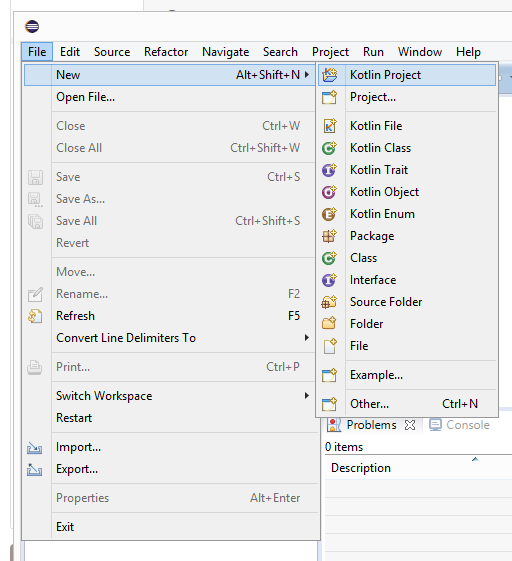 File Edit Source Refactor Navigate Search Project Run Window Help
New Alt+Shift+N
Open File...
Close Ctrl+W
Close All Ctrl+Shift+W
Save Ctrl+S
Save As...
Save All Ctrl+Shift+S
Revert
Move...
Rename... F2
Refresh F5
Convert Line Delimiters To
Print... Ctrl+P
Switch Workspace
Restart
Import...
Export...
Properties Alt+Enter
Exit
Kotlin Project
Project...
Kotlin File
Kotlin Class
Kotlin Trait
Kotlin Object
Kotlin Enum
Package
Class
Interface
Source Folder
Folder
File
Example...
Other... Ctrl+N
Problems Console
0 items
Description